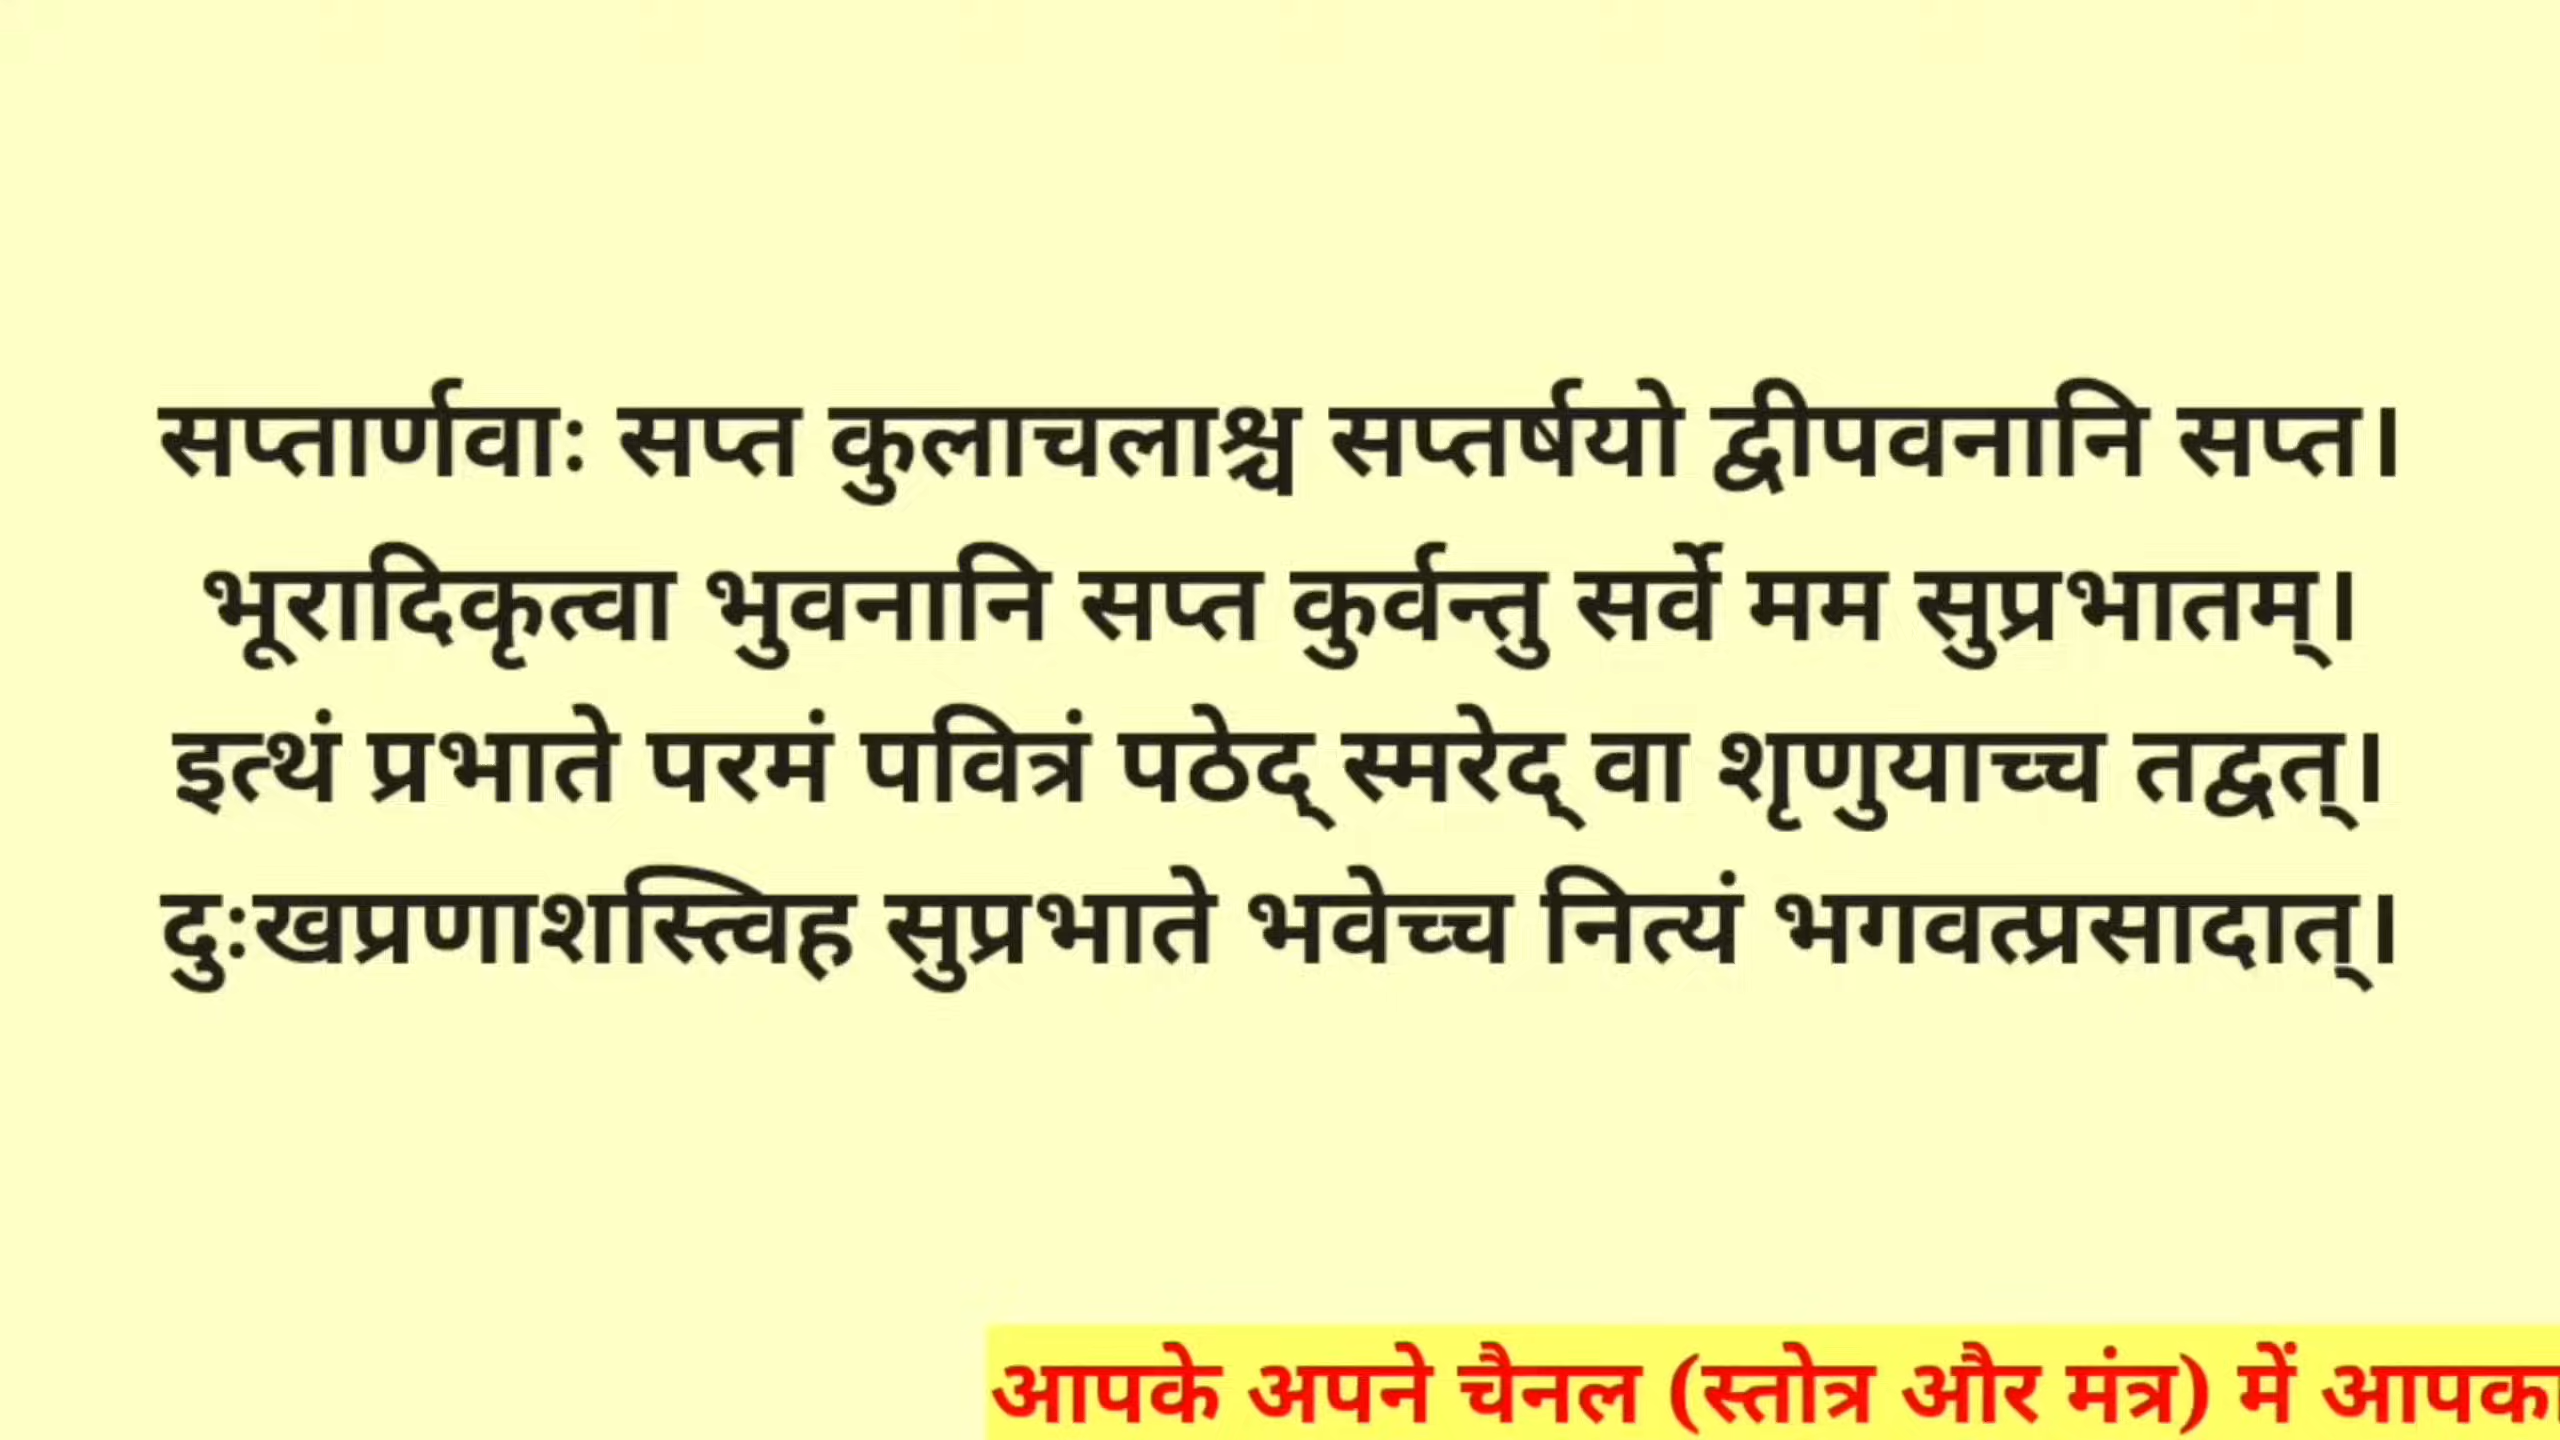 सप्तार्णवाः सप्त कुलाचलाश्च सप्तर्षयो द्वीपवनानि सप्त।
भूरादिकृत्वा भुवनानि सप्त कुर्वन्तु सर्वे मम सुप्रभातम्।
इत्थं प्रभाते परमं पवित्रं पठेद् स्मरेद् वा शृणुयाच्च तद्वत्।
दुःखप्रणाशस्त्विह सुप्रभाते भवेच्च नित्यं भगवत्प्रसादात्।
आपके अपने चैनल (स्तोत्र और मंत्र) में आपका